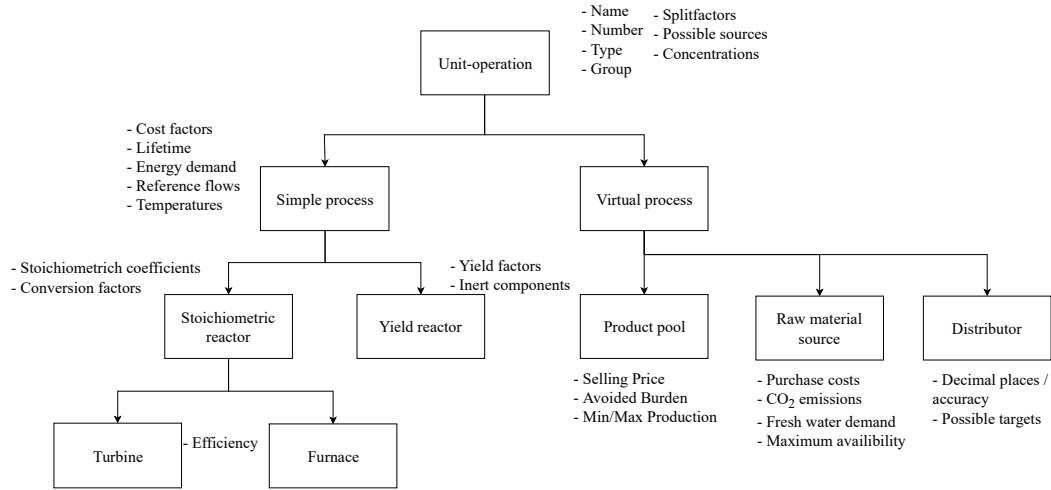 - Name
- Number
- Type
- Group
- Splitfactors
- Possible sources
- Concentrations
Unit-operation
- Cost factors
- Lifetime
- Energy demand
- Reference flows
- Temperatures
Simple process
Virtual process
- Stoichiometrich coefficients
- Conversion factors
- Yield factors
- Inert components
Stoichiometric
reactor
Yield reactor
Product pool
Raw material
source
Distributor
- Selling Price
- Avoided Burden
- Min/Max Production
- Purchase costs
- CO2 emissions
- Fresh water demand
- Maximum availibility
- Decimal places /
accuracy
- Possible targets
Turbine
- Efficiency
Furnace